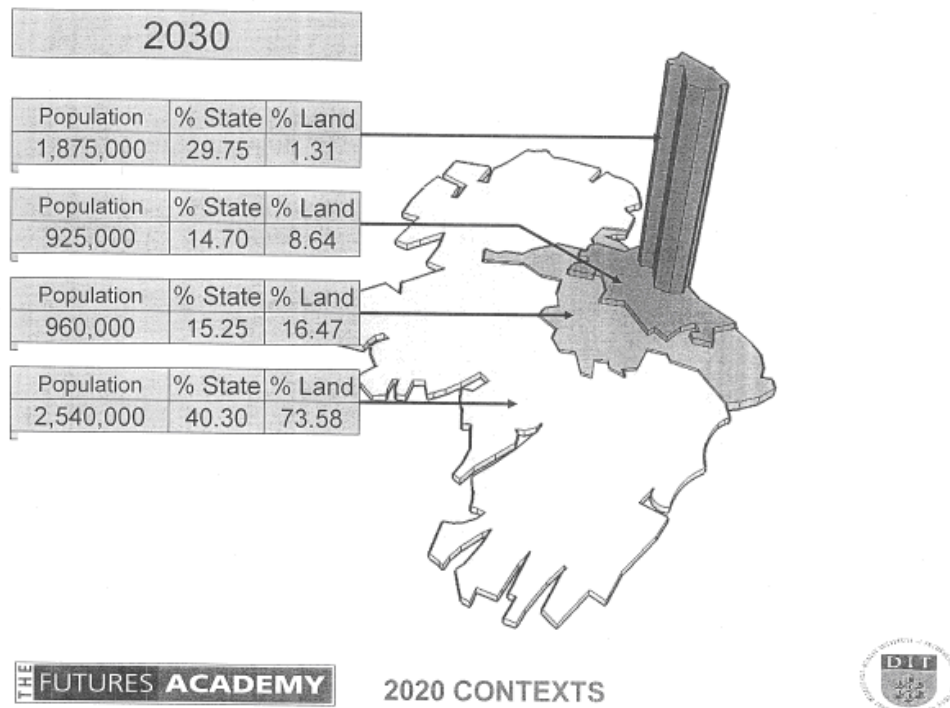 2030
Population % State % Land
1,875,000 29.75 1.31
Population % State % Land
925,000 14.70 8.64
Population % State % Land
960,000 15.25 16.47
Population % State % Land
2,540,000 40.30 73.58
THE FUTURES ACADEMY
2020 CONTEXTS
DIT